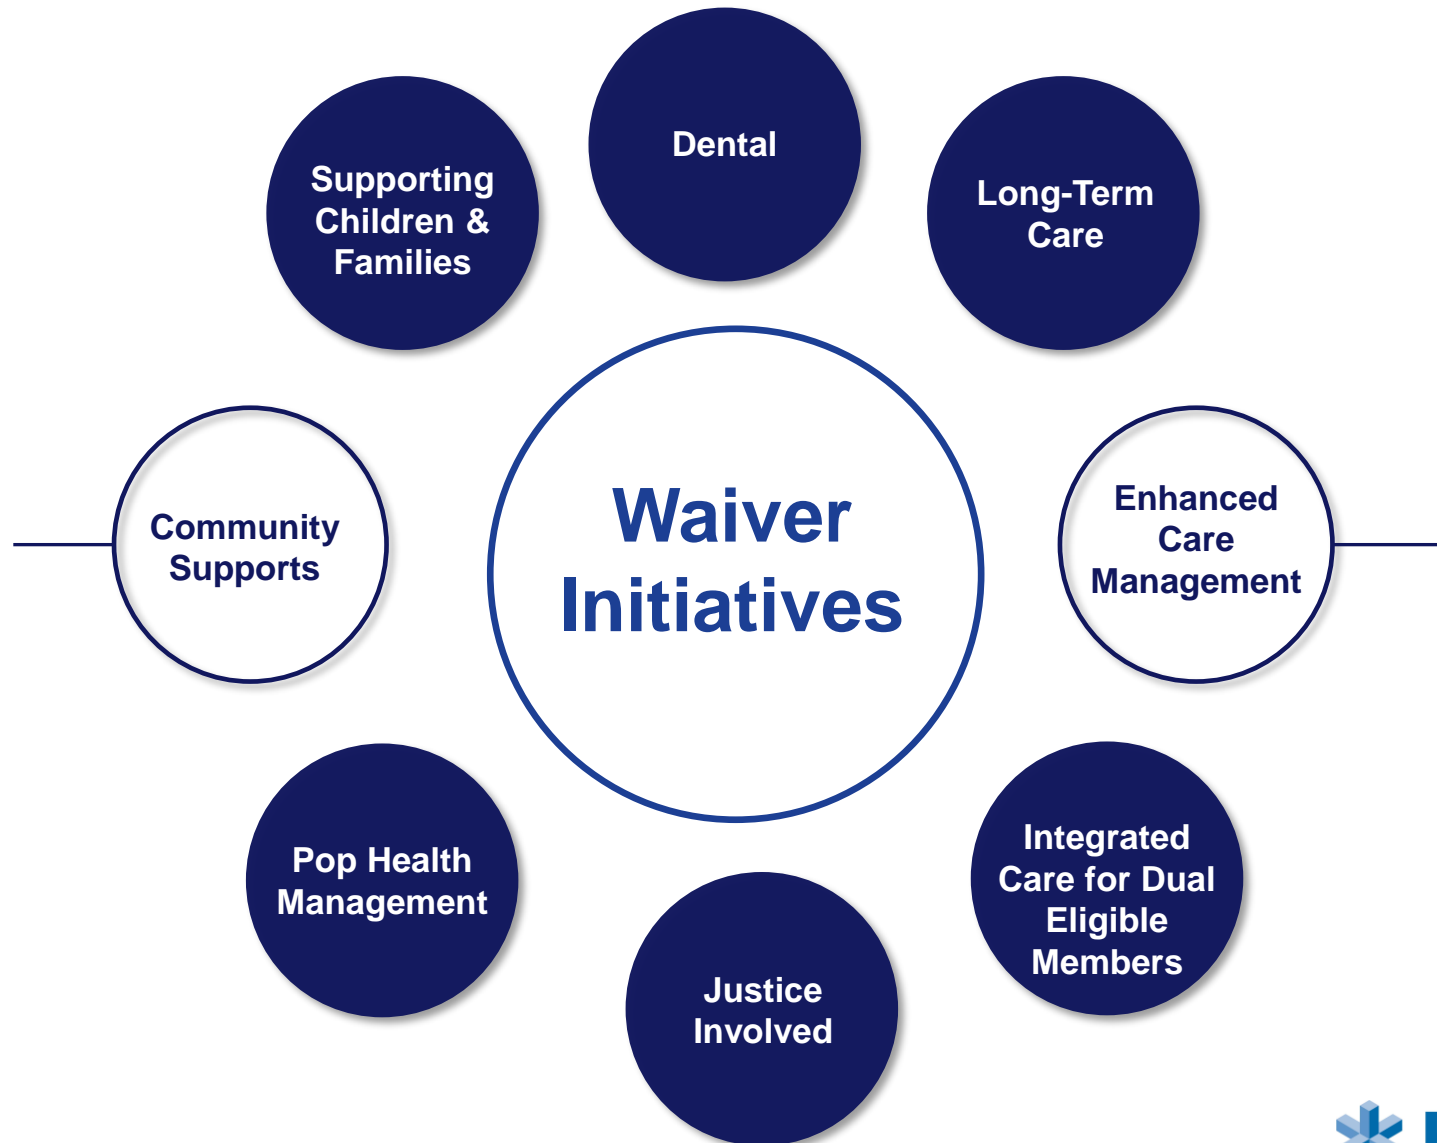 Dental
Supporting
Children &
Families
Long-Term
Care
Community
Supports
Waiver
Initiatives
Enhanced
Care
Management
Pop Health
Management
Integrated
Care for Dual
Eligible
Members
Justice
Involved